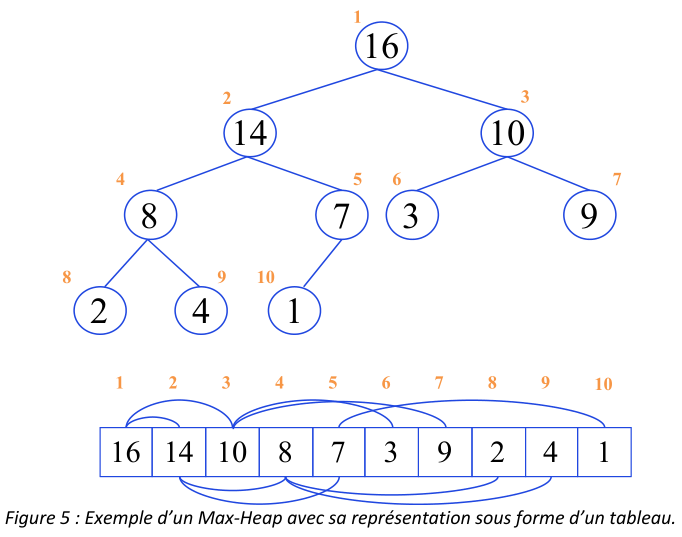 1
16
2 3
14 10
4 5 6 7
8 7 3 9
8 9 10
2 4 1
1 2 3 4 5 6 7 8 9 10
16 14 10 8 7 3 9 2 4 1
Figure 5 : Exemple d’un Max-Heap avec sa représentation sous forme d’un tableau.